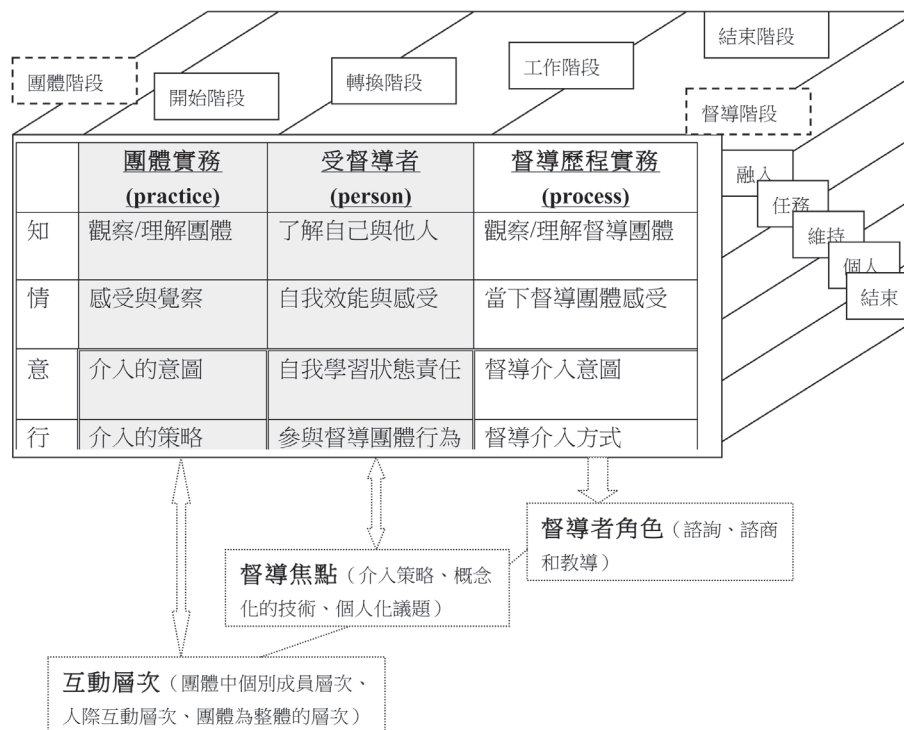 結束階段
工作階段
轉換階段
團體階段
開始階段
督導階段
團體實務
(practice)
受督導者
(person)
督導歷程實務
(process)
融入
任務
維持
個人
結束
知
觀察/理解團體
了解自己與他人
觀察/理解督導團體
情
感受與覺察
自我效能與感受
當下督導團體感受
意
介入的意圖
自我學習狀態責任
督導介入意圖
行
介入的策略
參與督導團體行為
督導介入方式
督導者角色（諮詢、諮商
和教導）
督導焦點（介入策略、概念
化的技術、個人化議題）
互動層次（團體中個別成員層次、
人際互動層次、團體為整體的層次）